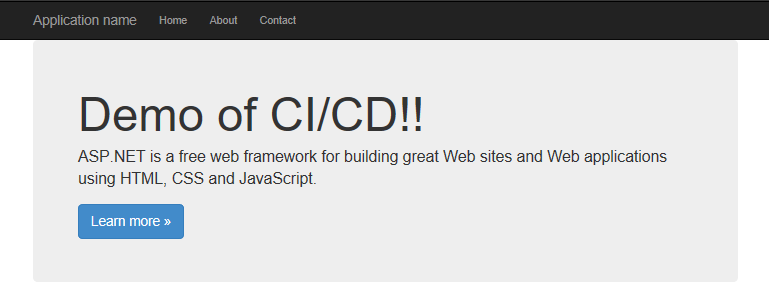 Application name Home About Contact
Demo of CI/CD!!
ASP.NET is a free web framework for building great Web sites and Web applications
using HTML, CSS and JavaScript.
Learn more »